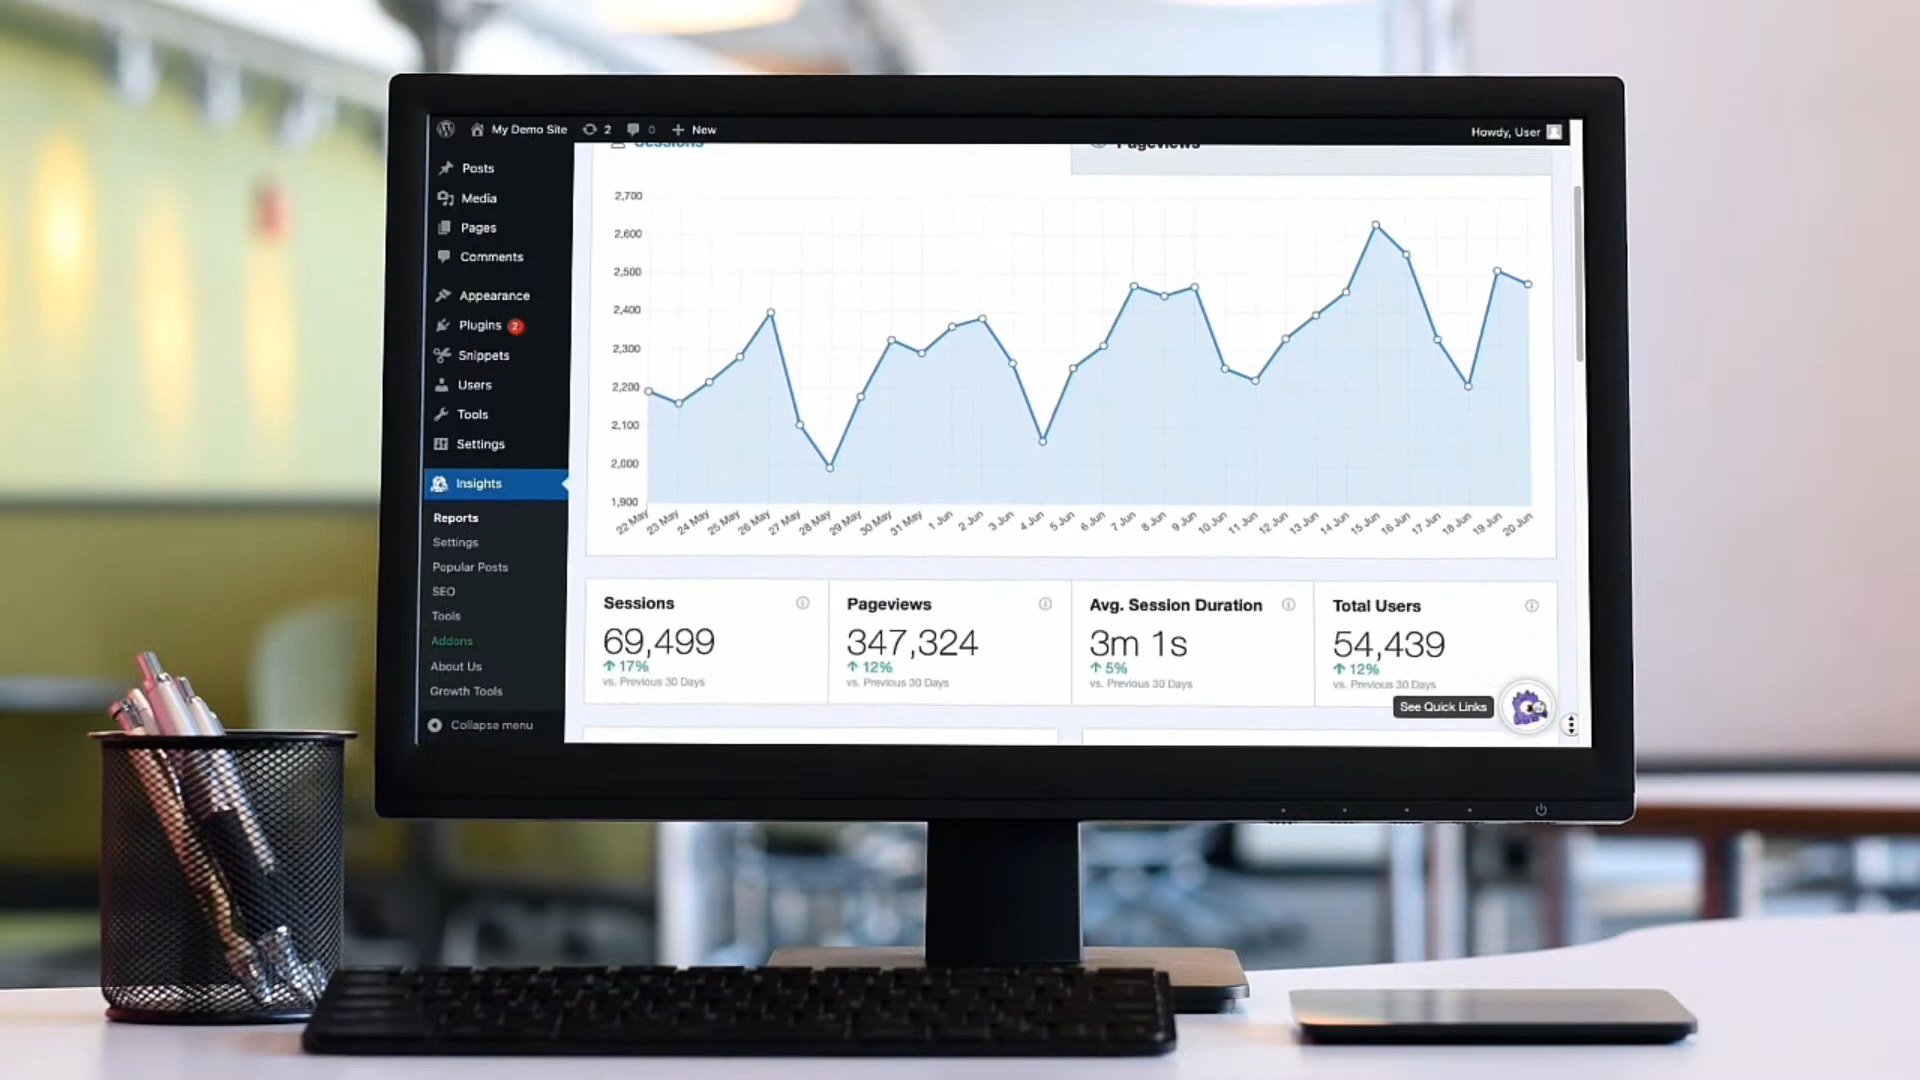 My Demo Site 2 0 New
Howdy, User
Posts
Media
Pages
Comments
Appearance
Plugins 2
Snippets
Users
Tools
Settings
Insights
Reports
Settings
Popular Posts
SEO
Tools
Addons
About Us
Growth Tools
Collapse menu
Sessions
Pageviews
2,700
2,600
2,500
2,400
2,300
2,200
2,100
2,000
1,900
22 May 23 May 24 May 25 May 26 May 27 May 28 May 29 May 30 May 31 May 1 Jun 2 Jun 3 Jun 4 Jun 5 Jun 6 Jun 7 Jun 8 Jun 9 Jun 10 Jun 11 Jun 12 Jun 13 Jun 14 Jun 15 Jun 16 Jun 17 Jun 18 Jun 19 Jun 20 Jun
Sessions
69,499
17%
vs. Previous 30 Days
Pageviews
347,324
12%
vs. Previous 30 Days
Avg. Session Duration
3m 1s
5%
vs. Previous 30 Days
Total Users
54,439
12%
vs. Previous 30 Days
See Quick Links